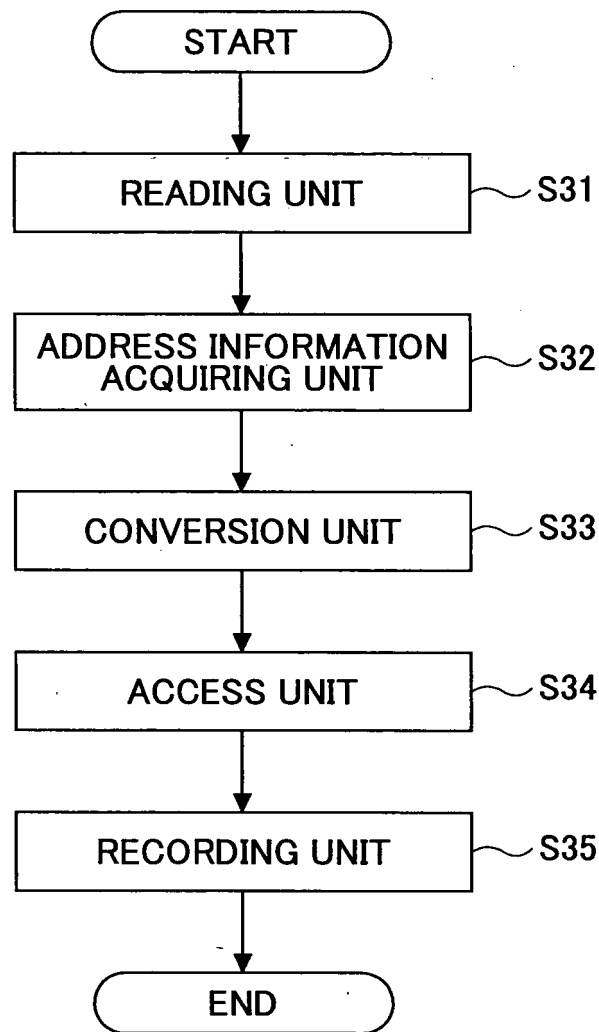 START
READING UNIT
S31
ADDRESS INFORMATION
ACQUIRING UNIT
S32
CONVERSION UNIT
S33
ACCESS UNIT
S34
RECORDING UNIT
S35
END